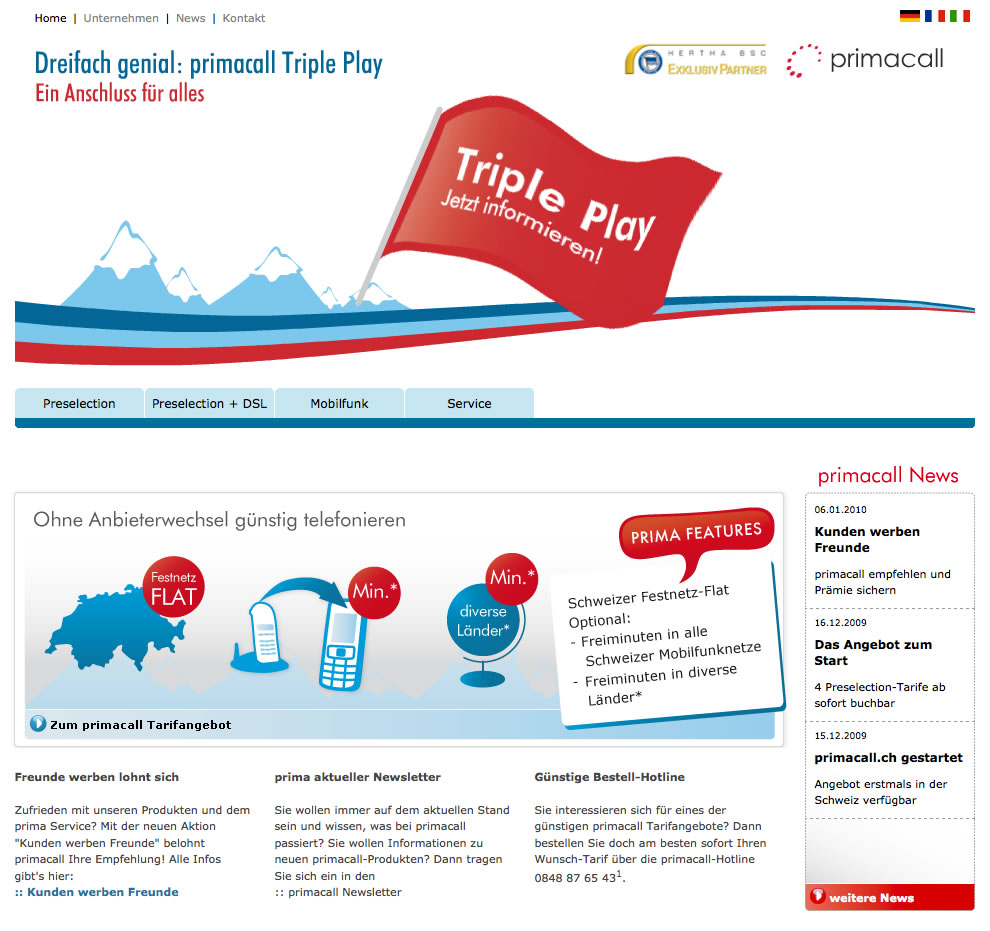 Home | Unternehmen | News | Kontakt
Dreifach genial: primacall Triple Play
Ein Anschluss für alles
HERTHA BSC
EXKLUSIV PARTNER
primacall
Triple Play
Jetzt informieren!
Preselection
Preselection + DSL
Mobilfunk
Service
Ohne Anbieterwechsel günstig telefonieren
Festnetz
FLAT
Min.*
Min.*
diverse
Länder*
PRIMA FEATURES
Schweizer Festnetz-Flat
Optional:
- Freiminuten in alle
Schweizer Mobilfunknetze
- Freiminuten in diverse
Länder*
Zum primacall Tarifangebot
primacall News
06.01.2010
Kunden werben
Freunde
primacall empfehlen und
Prämie sichern
16.12.2009
Das Angebot zum
Start
4 Preselection-Tarife ab
sofort buchbar
15.12.2009
primacall.ch gestartet
Angebot erstmals in der
Schweiz verfügbar
weitere News
Freunde werben lohnt sich
Zufrieden mit unseren Produkten und dem
prima Service? Mit der neuen Aktion
"Kunden werben Freunde" belohnt
primacall Ihre Empfehlung! Alle Infos
gibt's hier:
:: Kunden werben Freunde
prima aktueller Newsletter
Sie wollen immer auf dem aktuellen Stand
sein und wissen, was bei primacall
passiert? Sie wollen Informationen zu
neuen primacall-Produkten? Dann tragen
Sie sich ein in den
:: primacall Newsletter
Günstige Bestell-Hotline
Sie interessieren sich für eines der
günstigen primacall Tarifangebote? Dann
bestellen Sie doch am besten sofort Ihren
Wunsch-Tarif über die primacall-Hotline
0848 87 65 43¹.